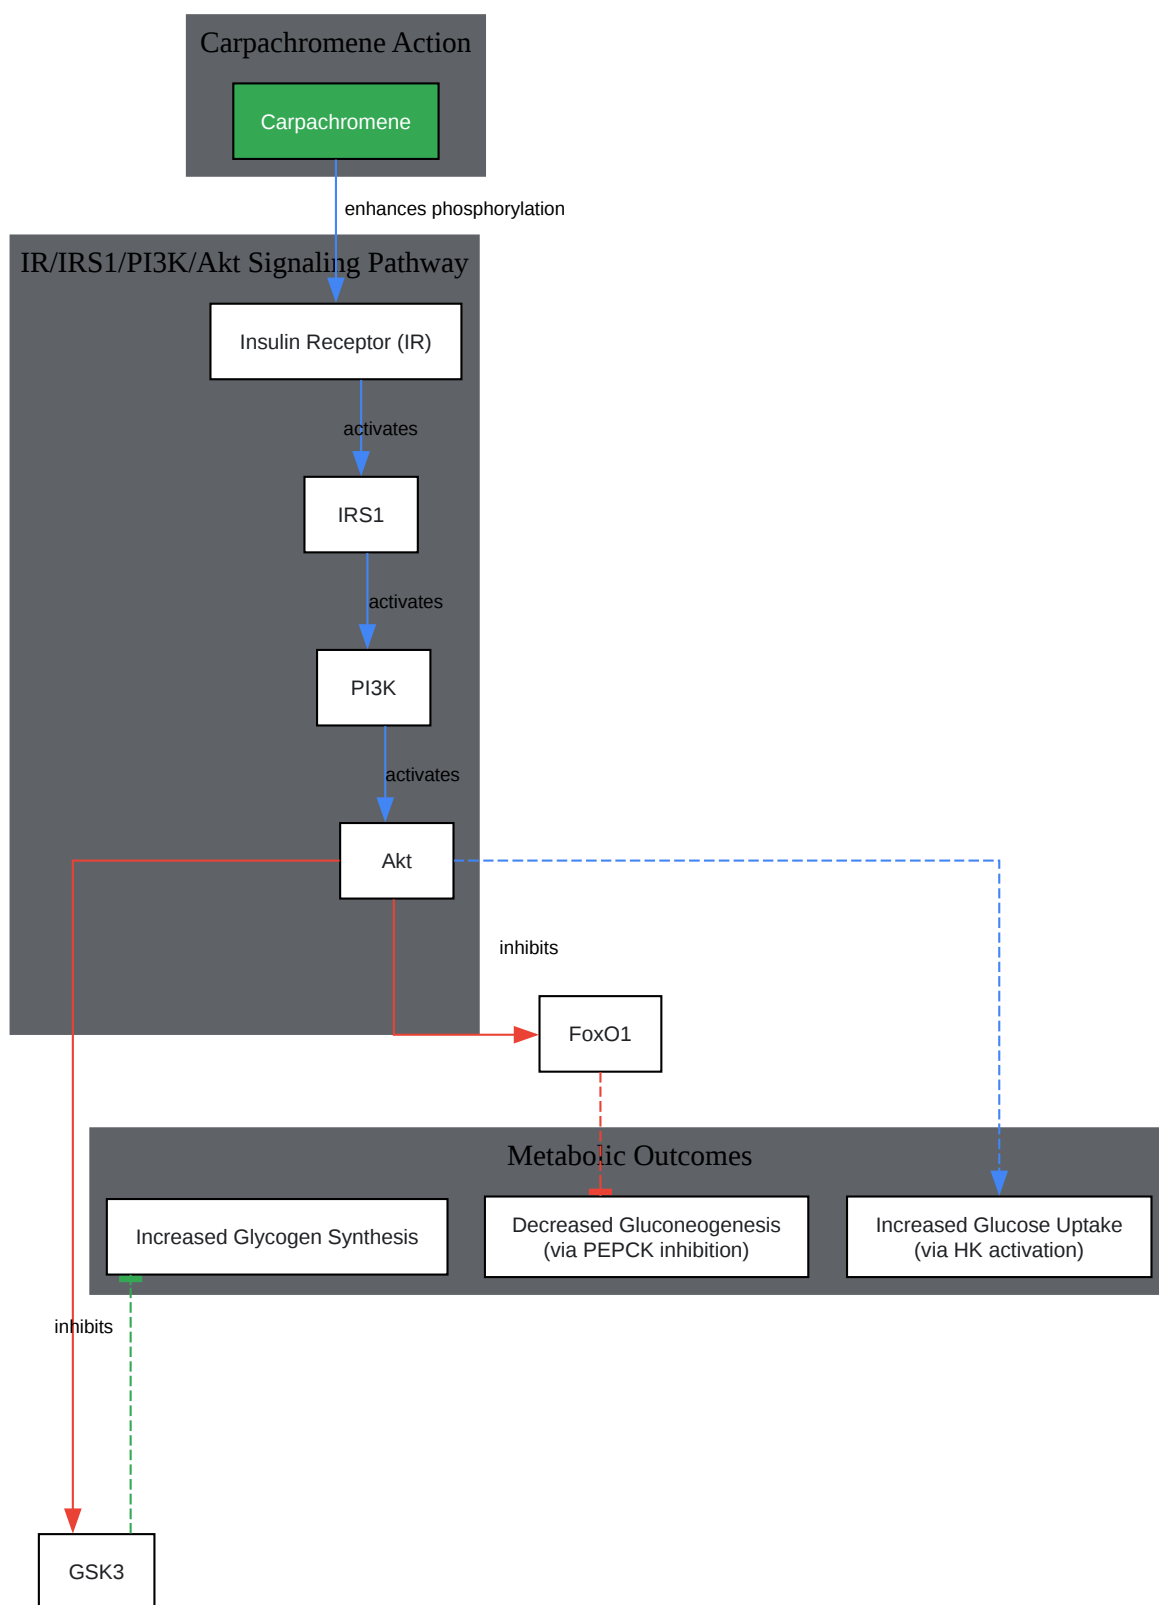 Carpachromene Action
Carpachromene
enhances phosphorylation
IR/IRS1/PI3K/Akt Signaling Pathway
Insulin Receptor (IR)
activates
IRS1
activates
PI3K
activates
Akt
inhibits
FoxO1
Metabolic Outcomes
Increased Glycogen Synthesis
Decreased Gluconeogenesis
(via PEPCK inhibition)
Increased Glucose Uptake
(via HK activation)
inhibits
GSK3